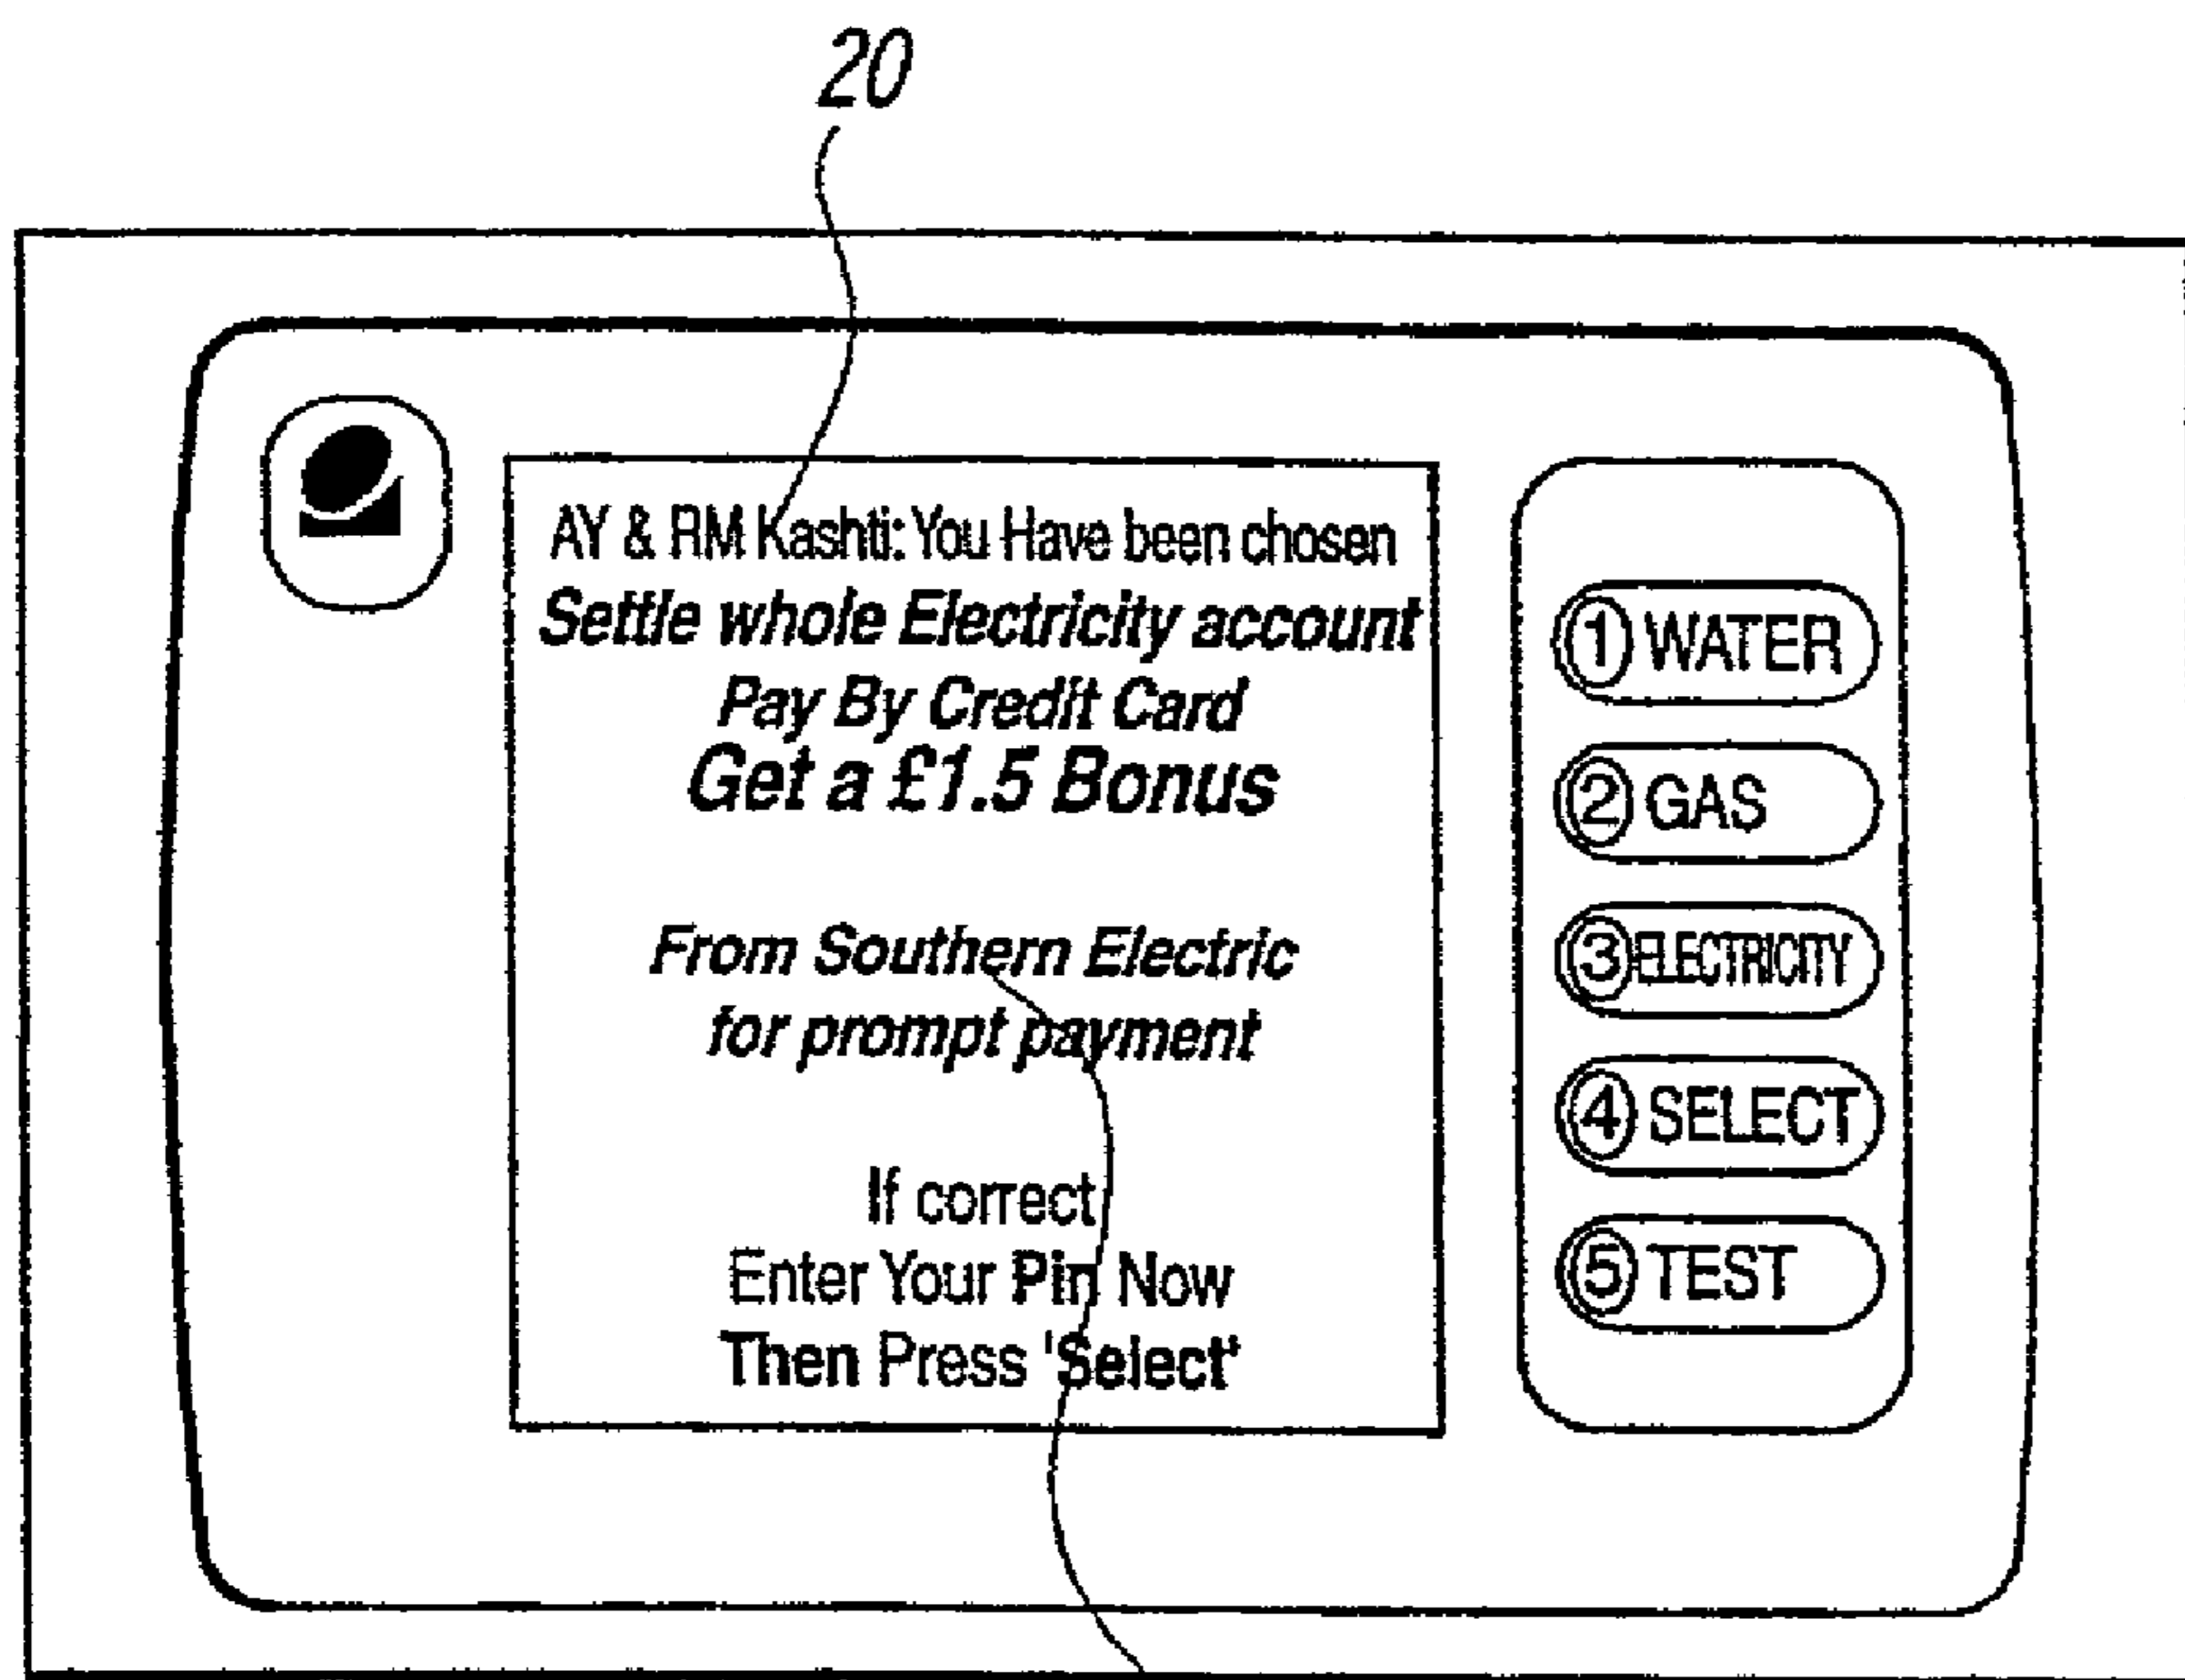 20
AY & RM Kashti: You Have been chosen
Settle whole Electricity account
Pay By Credit Card
Get a £1.5 Bonus
From Southern Electric
for prompt payment
If correct
Enter Your Pin Now
Then Press 'Select'
1 WATER
2 GAS
3 ELECTRICITY
4 SELECT
5 TEST